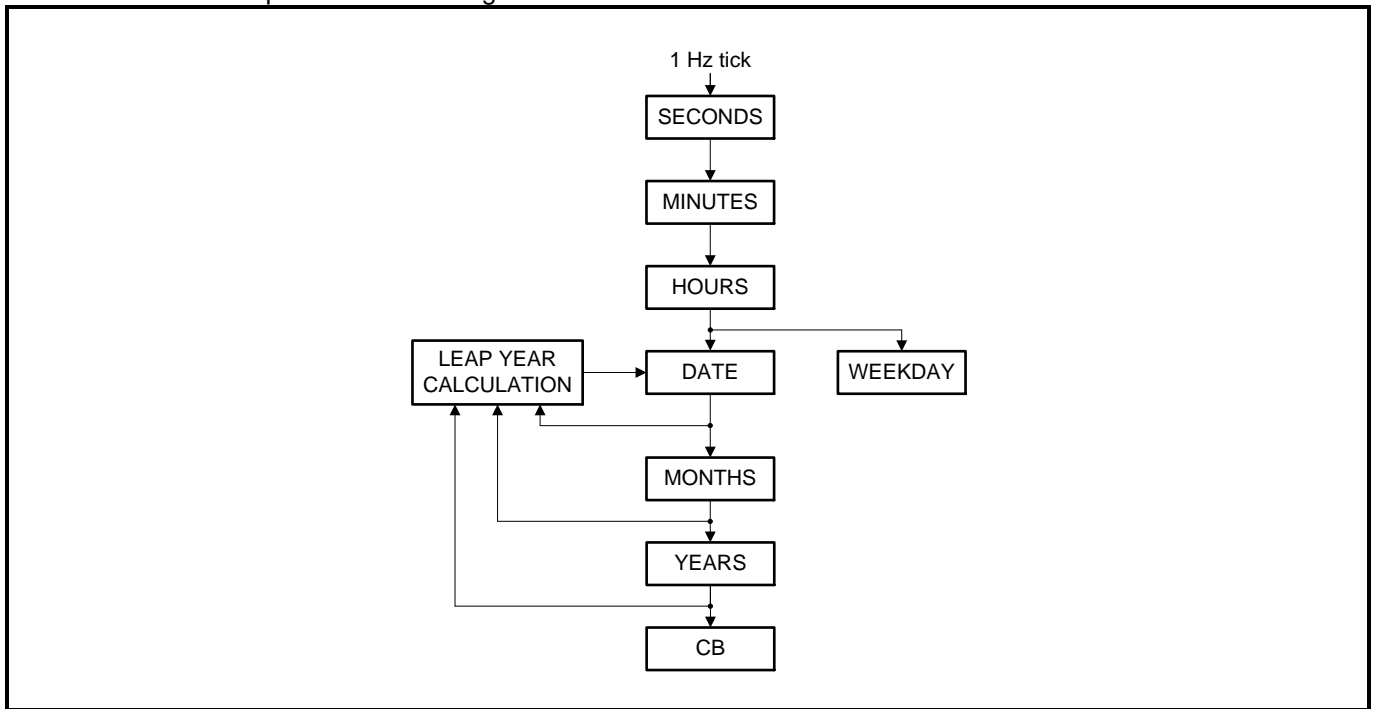 1 Hz tick
SECONDS
MINUTES
HOURS
LEAP YEAR
CALCULATION
DATE
WEEKDAY
MONTHS
YEARS
CB